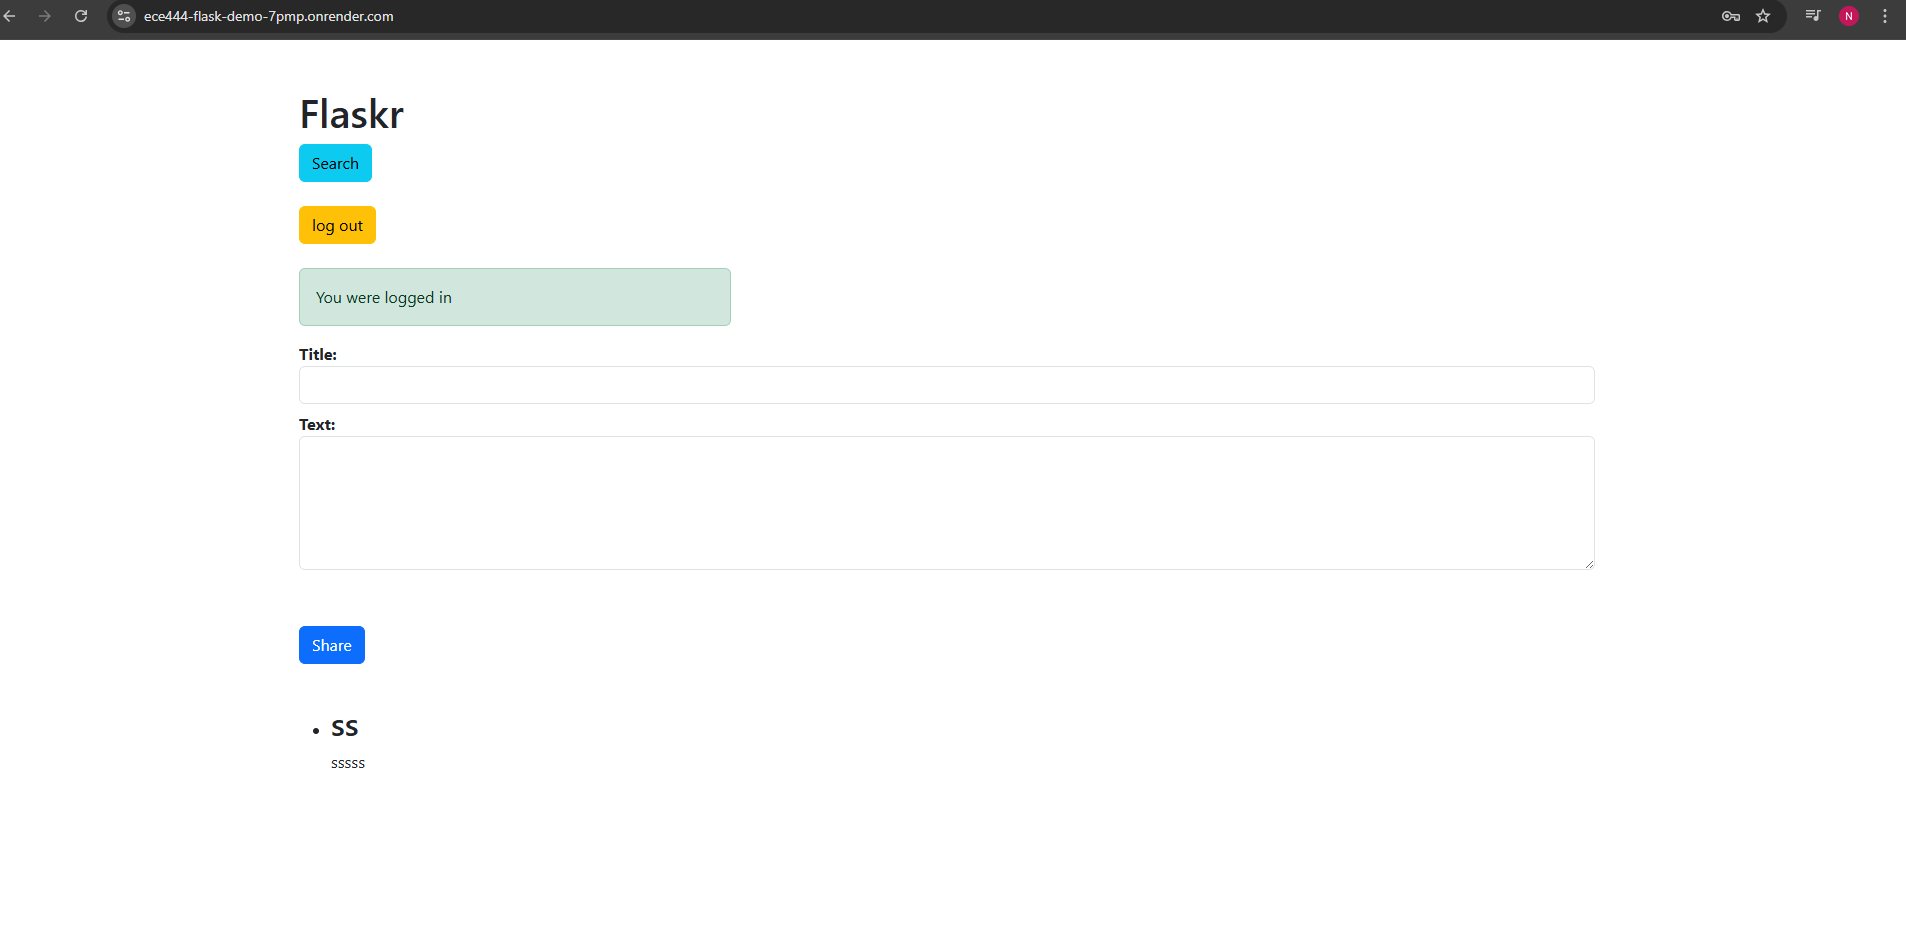 ece444-flask-demo-7pmp.onrender.com
N
Flaskr
Search
log out
You were logged in
Title:
Text:
Share
ss
sssss